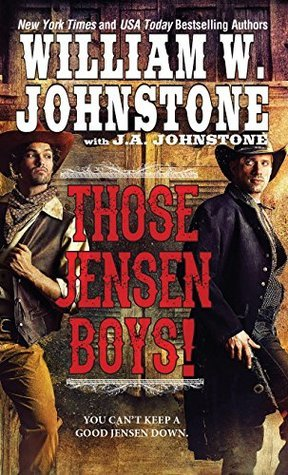 New York Times and USA Today Bestselling Authors
WILLIAM W.
JOHNSTONE
with J.A. JOHNSTONE
THOSE
JENSEN
BOYS!
YOU CAN'T KEEP A
GOOD JENSEN DOWN.